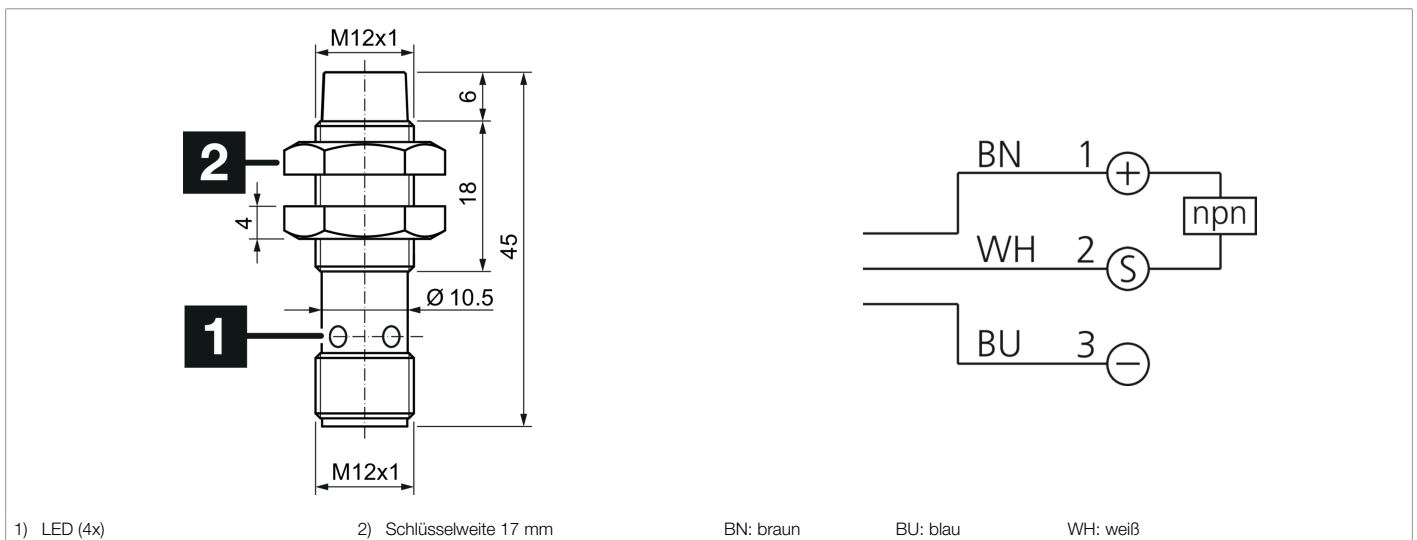 M12x1
6
2
18
4
45
Ø 10.5
1
M12x1
BN 1 +
npn
WH 2 S
BU 3 −
1) LED (4x) 2) Schlüsselweite 17 mm BN: braun BU: blau WH: weiß